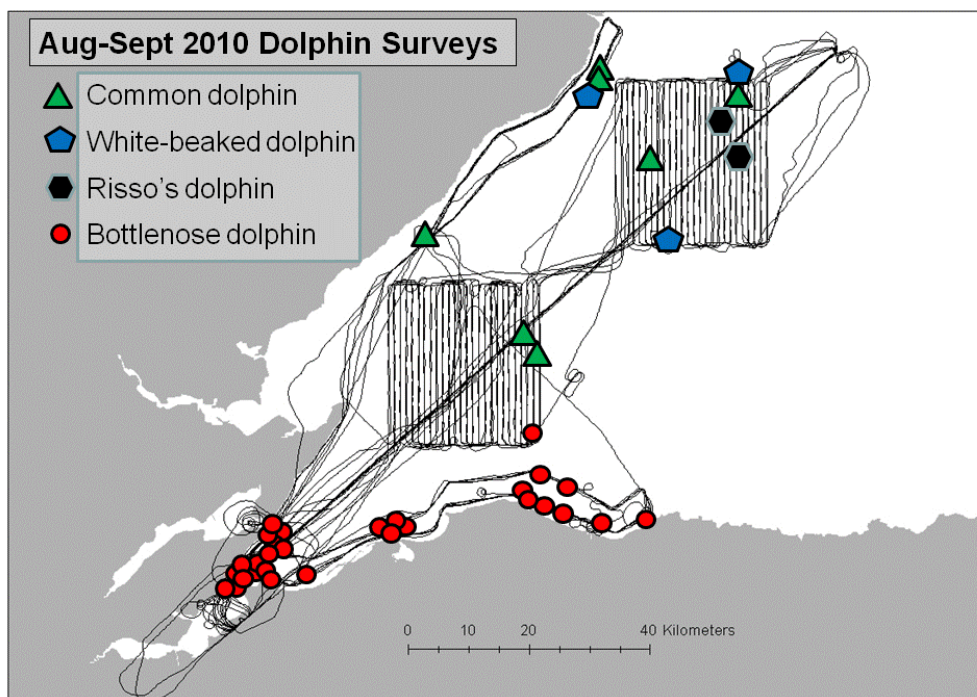 Aug-Sept 2010 Dolphin Surveys
Common dolphin
White-beaked dolphin
Risso's dolphin
Bottlenose dolphin
0 10 20 40 Kilometers